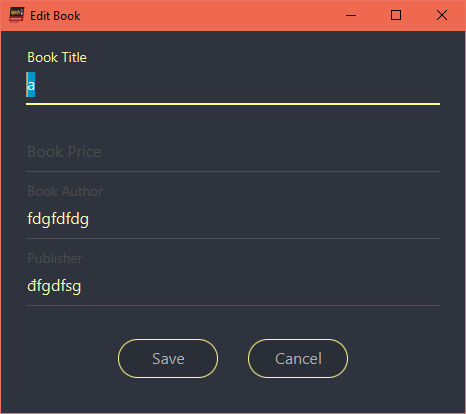 Edit Book
Book Title
a
Book Price
Book Author
fdgfdfdg
Publisher
đfgdfsg
Save
Cancel